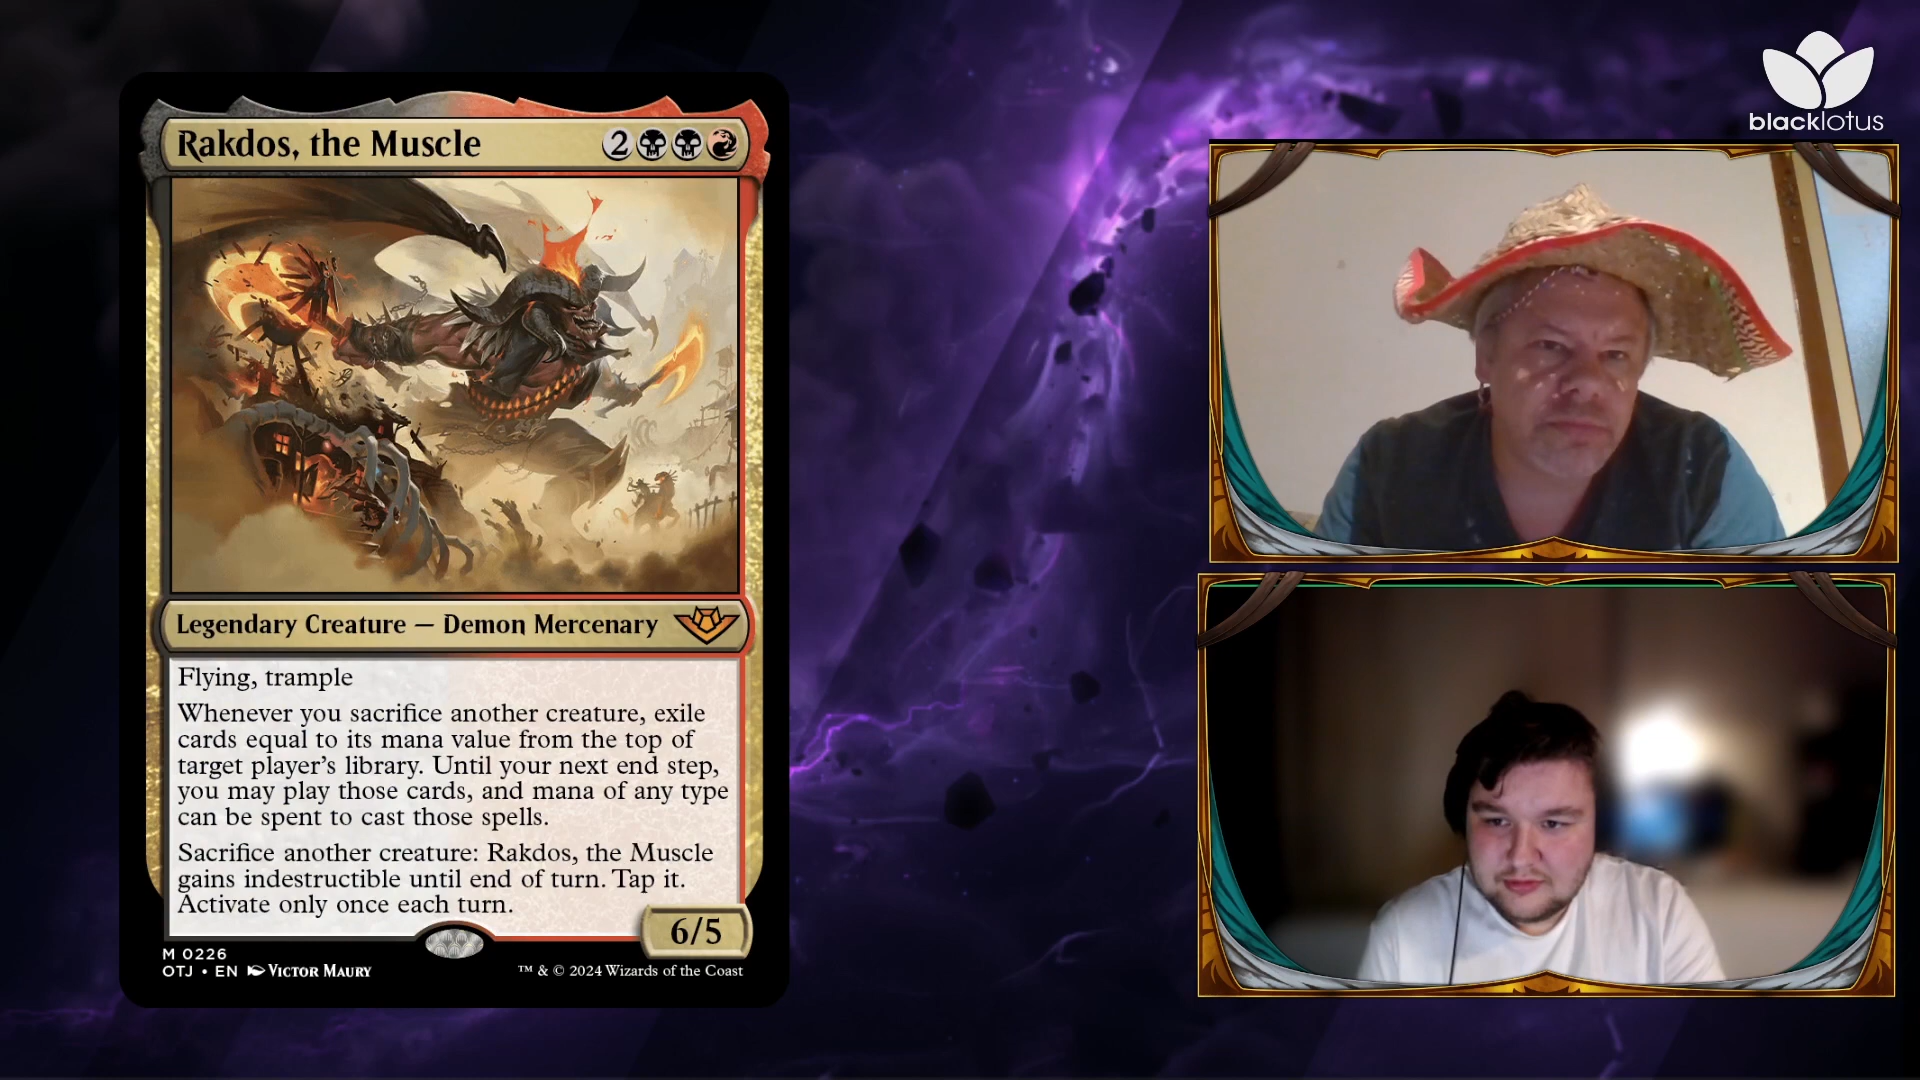 Rakdos, the Muscle
2
Legendary Creature — Demon Mercenary
Flying, trample
Whenever you sacrifice another creature, exile
cards equal to its mana value from the top of
target player's library. Until your next end step,
you may play those cards, and mana of any type
can be spent to cast those spells.
Sacrifice another creature: Rakdos, the Muscle
gains indestructible until end of turn. Tap it.
Activate only once each turn.
6/5
M 0226
OTJ • EN VICTOR MAURY
™ & © 2024 Wizards of the Coast
blacklotus